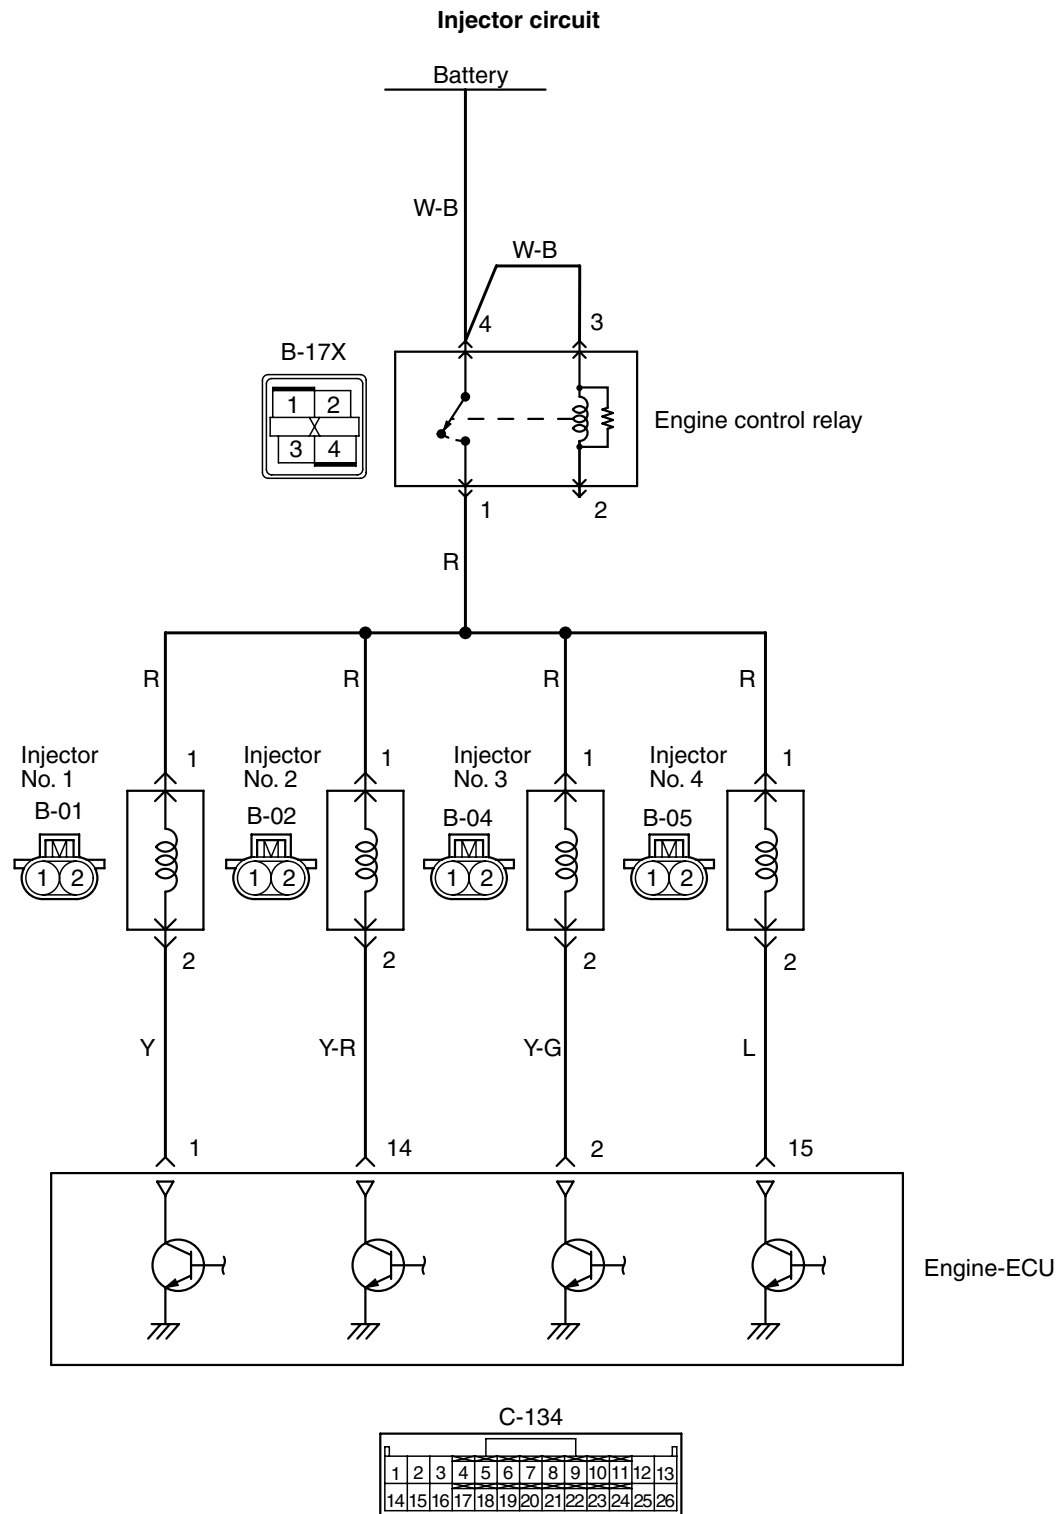 Injector circuit
Battery
W-B
W-B
4
3
B-17X
1 2
3 4
Engine control relay
1
2
R
R
R
R
R
Injector
No. 1
1
Injector
No. 2
1
Injector
No. 3
1
Injector
No. 4
1
B-01
B-02
B-04
B-05
1 2
1 2
1 2
1 2
2
2
2
2
Y
Y-R
Y-G
L
1
14
2
15
Engine-ECU
C-134
1 2 3 4 5 6 7 8 9 10 11 12 13
14 15 16 17 18 19 20 21 22 23 24 25 26